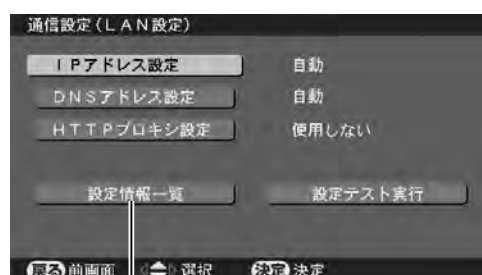 通信設定(LAN設定)
IPアドレス設定 自動
DNSアドレス設定 自動
HTTPプロキシ設定 使用しない
設定情報一覧 設定テスト実行
戻る 前画面 選択 決定 決定